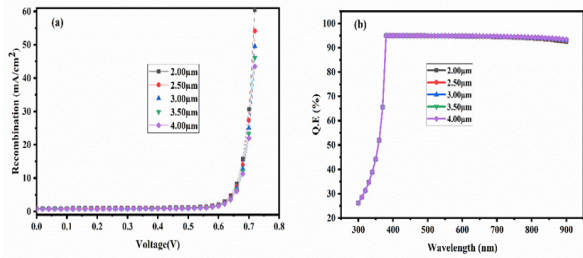 (a)
Recombination (mA/cm²)
60
50
40
30
20
10
0
2.00µm
2.50µm
3.00µm
3.50µm
4.00µm
0.0 0.1 0.2 0.3 0.4 0.5 0.6 0.7 0.8
Voltage(V)
(b)
Q.E (%)
100
90
80
70
60
50
40
30
20
2.00µm
2.50µm
3.00µm
3.50µm
4.00µm
300 400 500 600 700 800 900
Wavelength (nm)